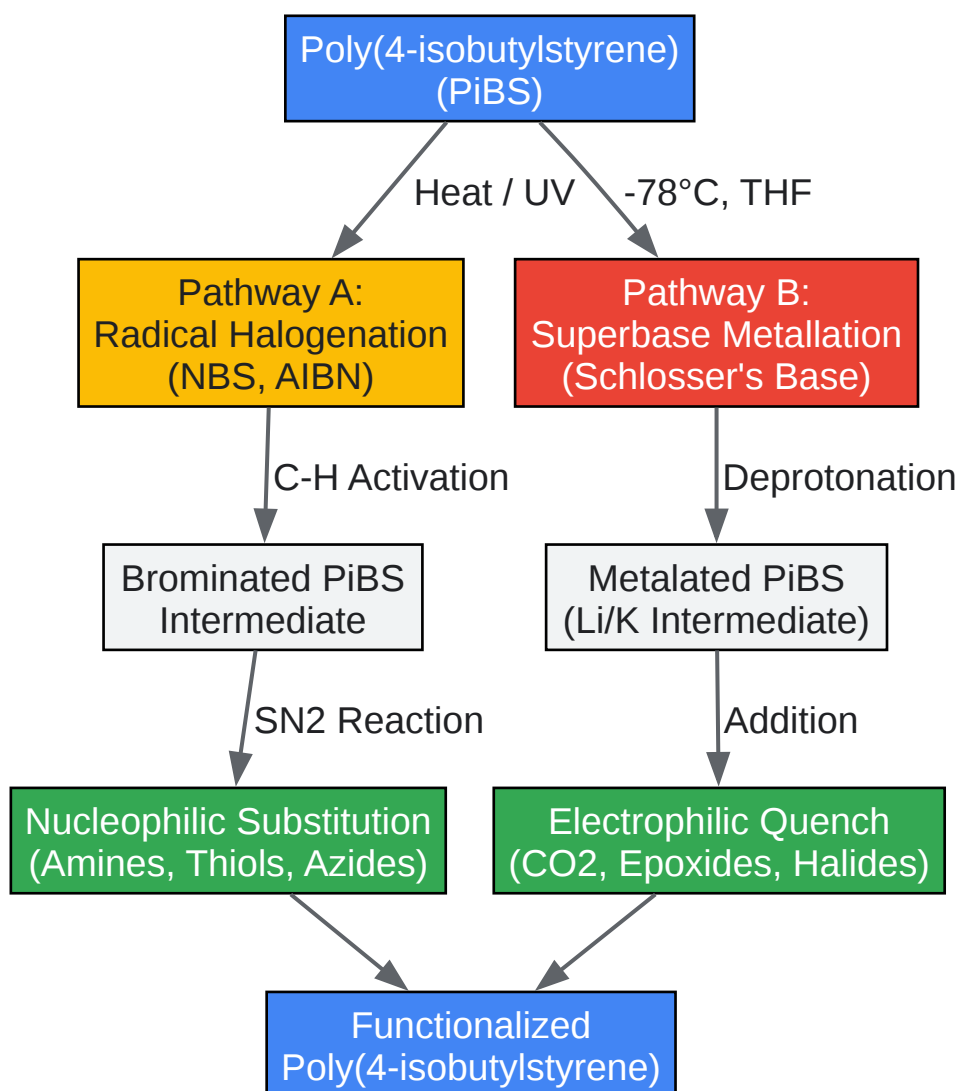 Poly(4-isobutylstyrene)
(PiBS)
Heat / UV
-78°C, THF
Pathway A:
Radical Halogenation
(NBS, AIBN)
Pathway B:
Superbase Metallation
(Schlosser's Base)
C-H Activation
Deprotonation
Brominated PiBS
Intermediate
Metalated PiBS
(Li/K Intermediate)
SN2 Reaction
Addition
Nucleophilic Substitution
(Amines, Thiols, Azides)
Electrophilic Quench
(CO2, Epoxides, Halides)
Functionalized
Poly(4-isobutylstyrene)